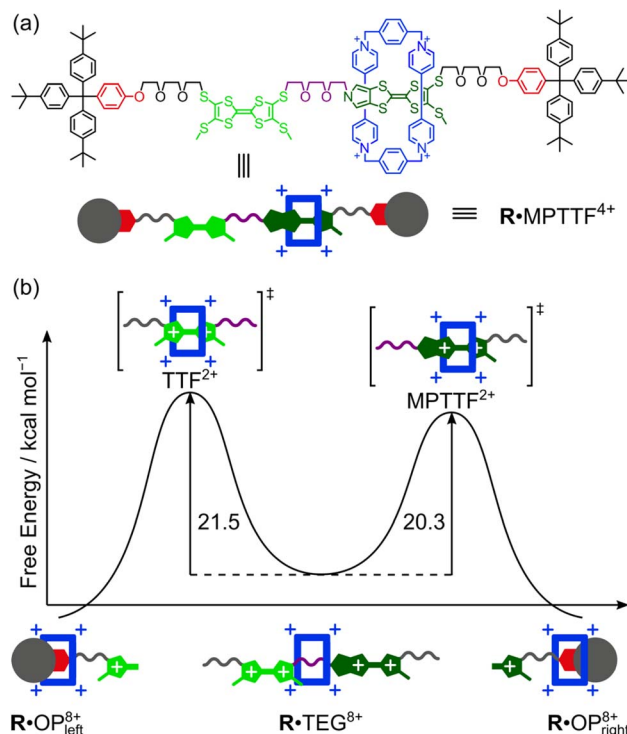 (a)
N⁺ N⁺
O O O O S S S S S S O O O O N S S S S S S O O O O
N⁺ N⁺
≡ R•MPTTF⁴⁺
(b)
‡ ‡
TTF²⁺ MPTTF²⁺
Free Energy / kcal mol⁻¹
21.5 20.3
R•OP⁸⁺left R•TEG⁸⁺ R•OP⁸⁺right